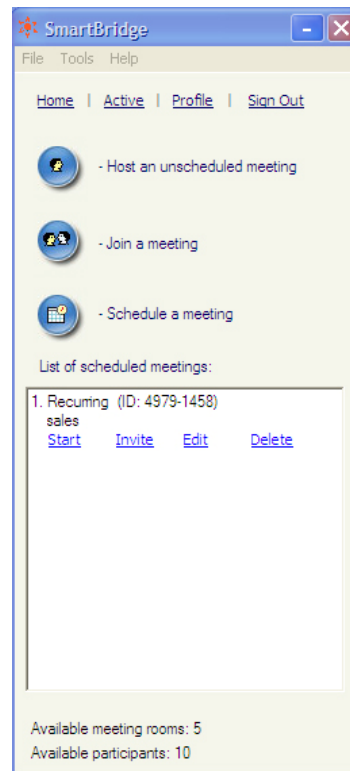 SmartBridge
File Tools Help
Home | Active | Profile | Sign Out
- Host an unscheduled meeting
- Join a meeting
- Schedule a meeting
List of scheduled meetings:
1. Recurring (ID: 4979-1458)
sales
Start Invite Edit Delete
Available meeting rooms: 5
Available participants: 10